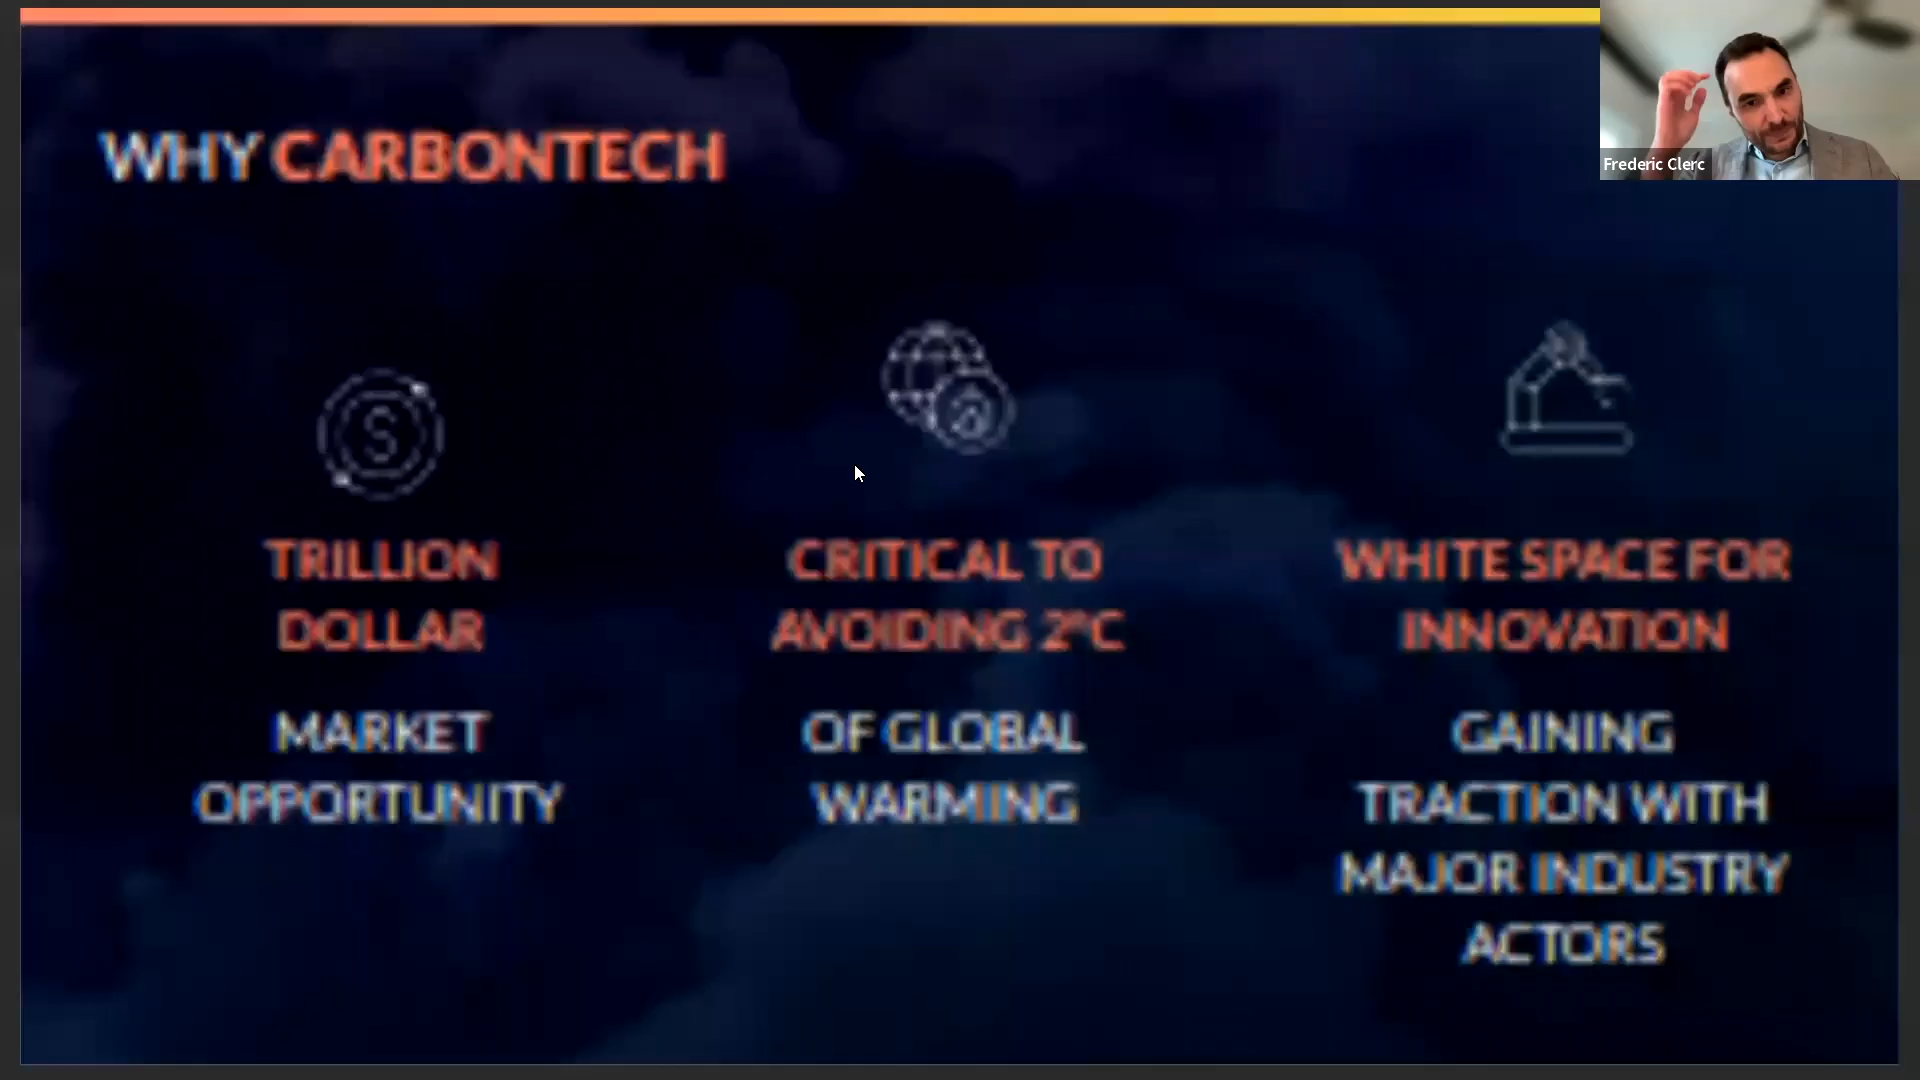 WHY CARBONTECH
Frederic Clerc
TRILLION
DOLLAR
MARKET
OPPORTUNITY
CRITICAL TO
AVOIDING 2°C
OF GLOBAL
WARMING
WHITE SPACE FOR
INNOVATION
GAINING
TRACTION WITH
MAJOR INDUSTRY
ACTORS